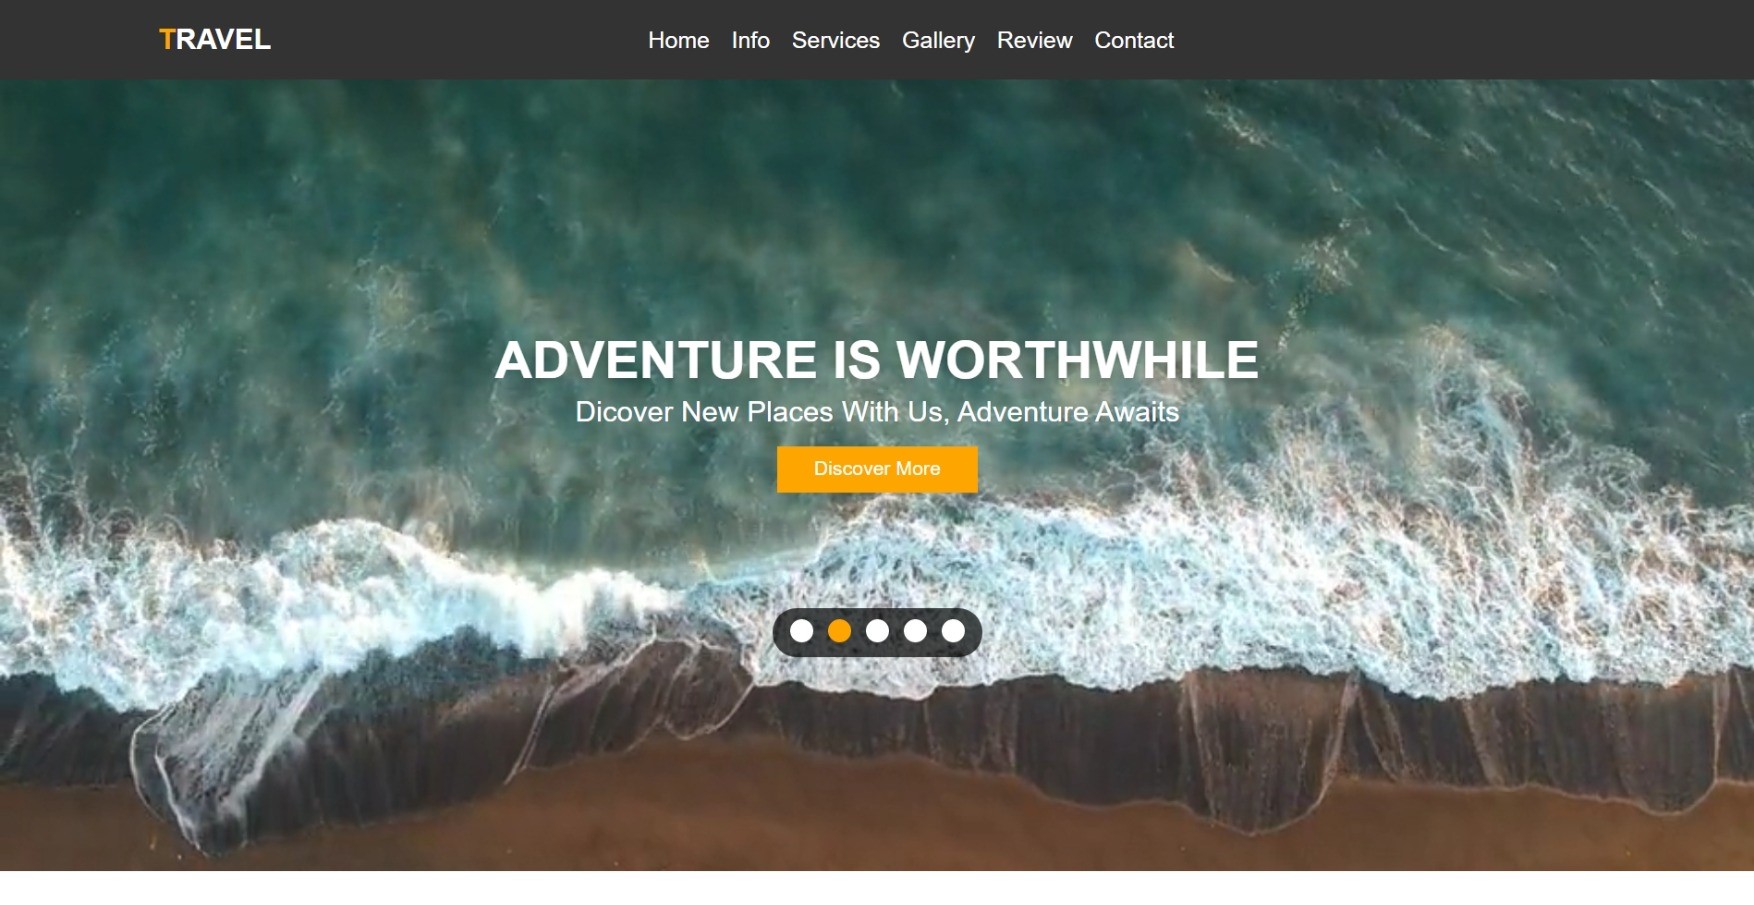 TRAVEL
Home Info Services Gallery Review Contact
ADVENTURE IS WORTHWHILE
Dicover New Places With Us, Adventure Awaits
Discover More